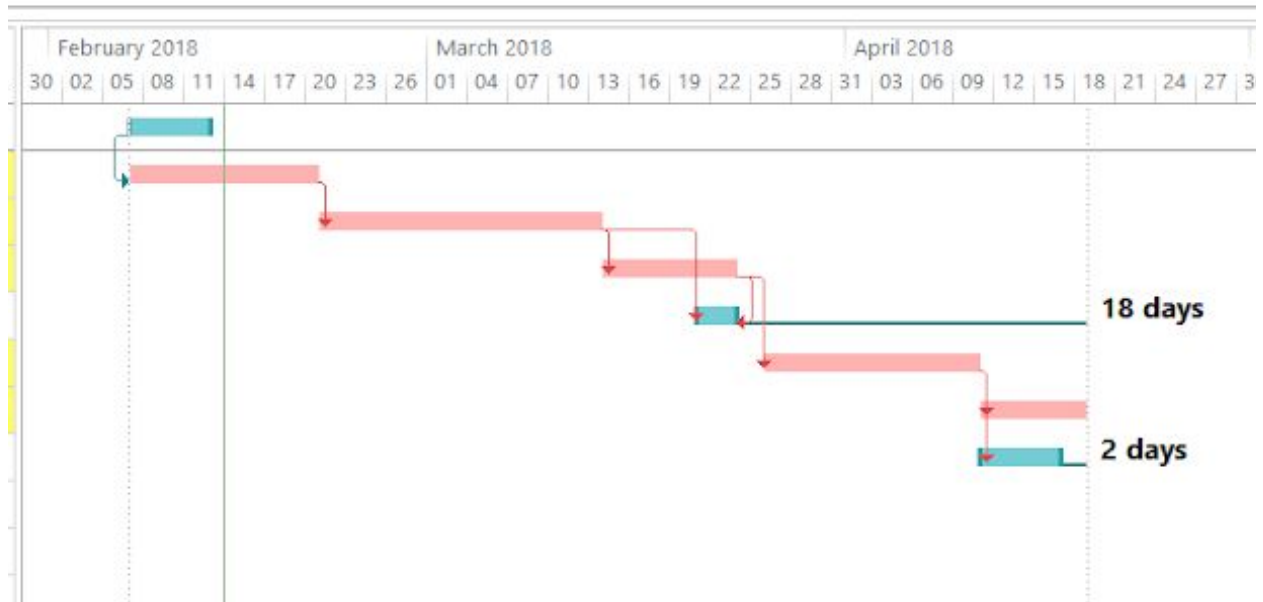 February 2018 March 2018 April 2018
30 02 05 08 11 14 17 20 23 26 01 04 07 10 13 16 19 22 25 28 31 03 06 09 12 15 18 21 24 27 3
18 days
2 days